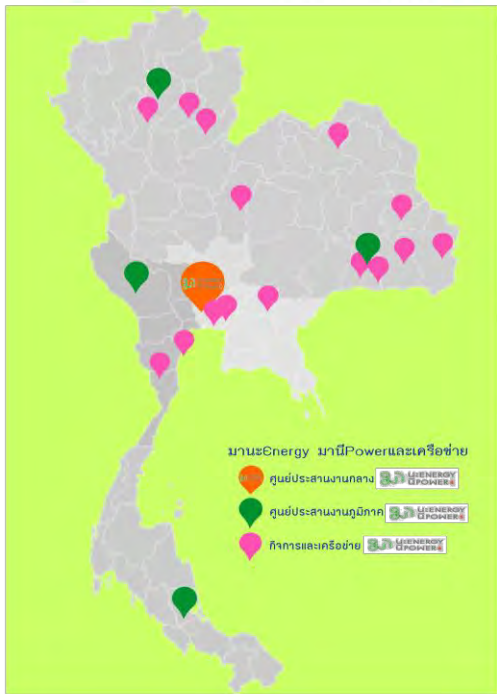 มานะEnergy มานีPowerและเครือข่าย
ศูนย์ประสานงานกลาง
ศูนย์ประสานงานภูมิภาค
กิจการและเครือข่าย